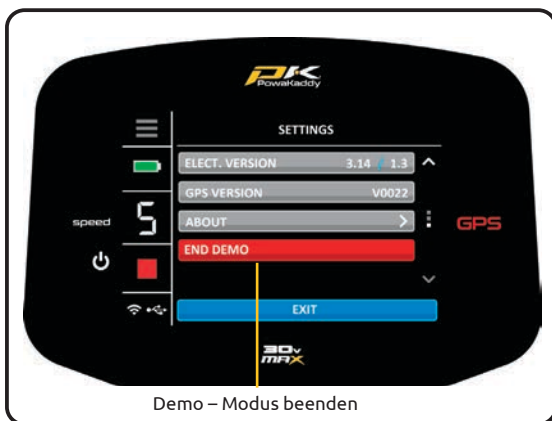 PK
PowaKaddy
SETTINGS
ELECT. VERSION 3.14 / 1.3
GPS VERSION V0022
ABOUT
END DEMO
EXIT
speed
5
GPS
30v
MAX
Demo – Modus beenden